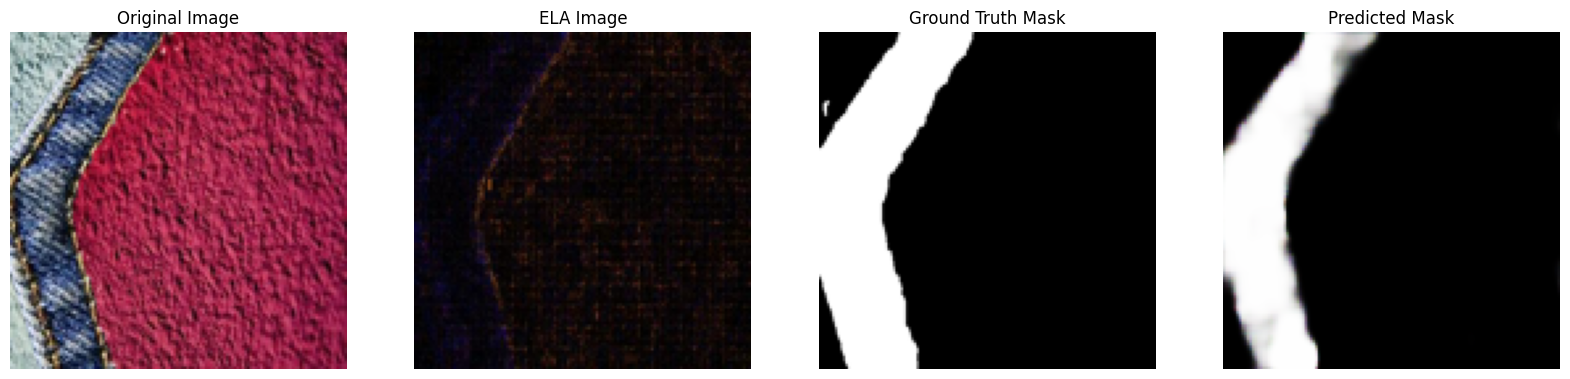 Original Image
ELA Image
Ground Truth Mask
Predicted Mask